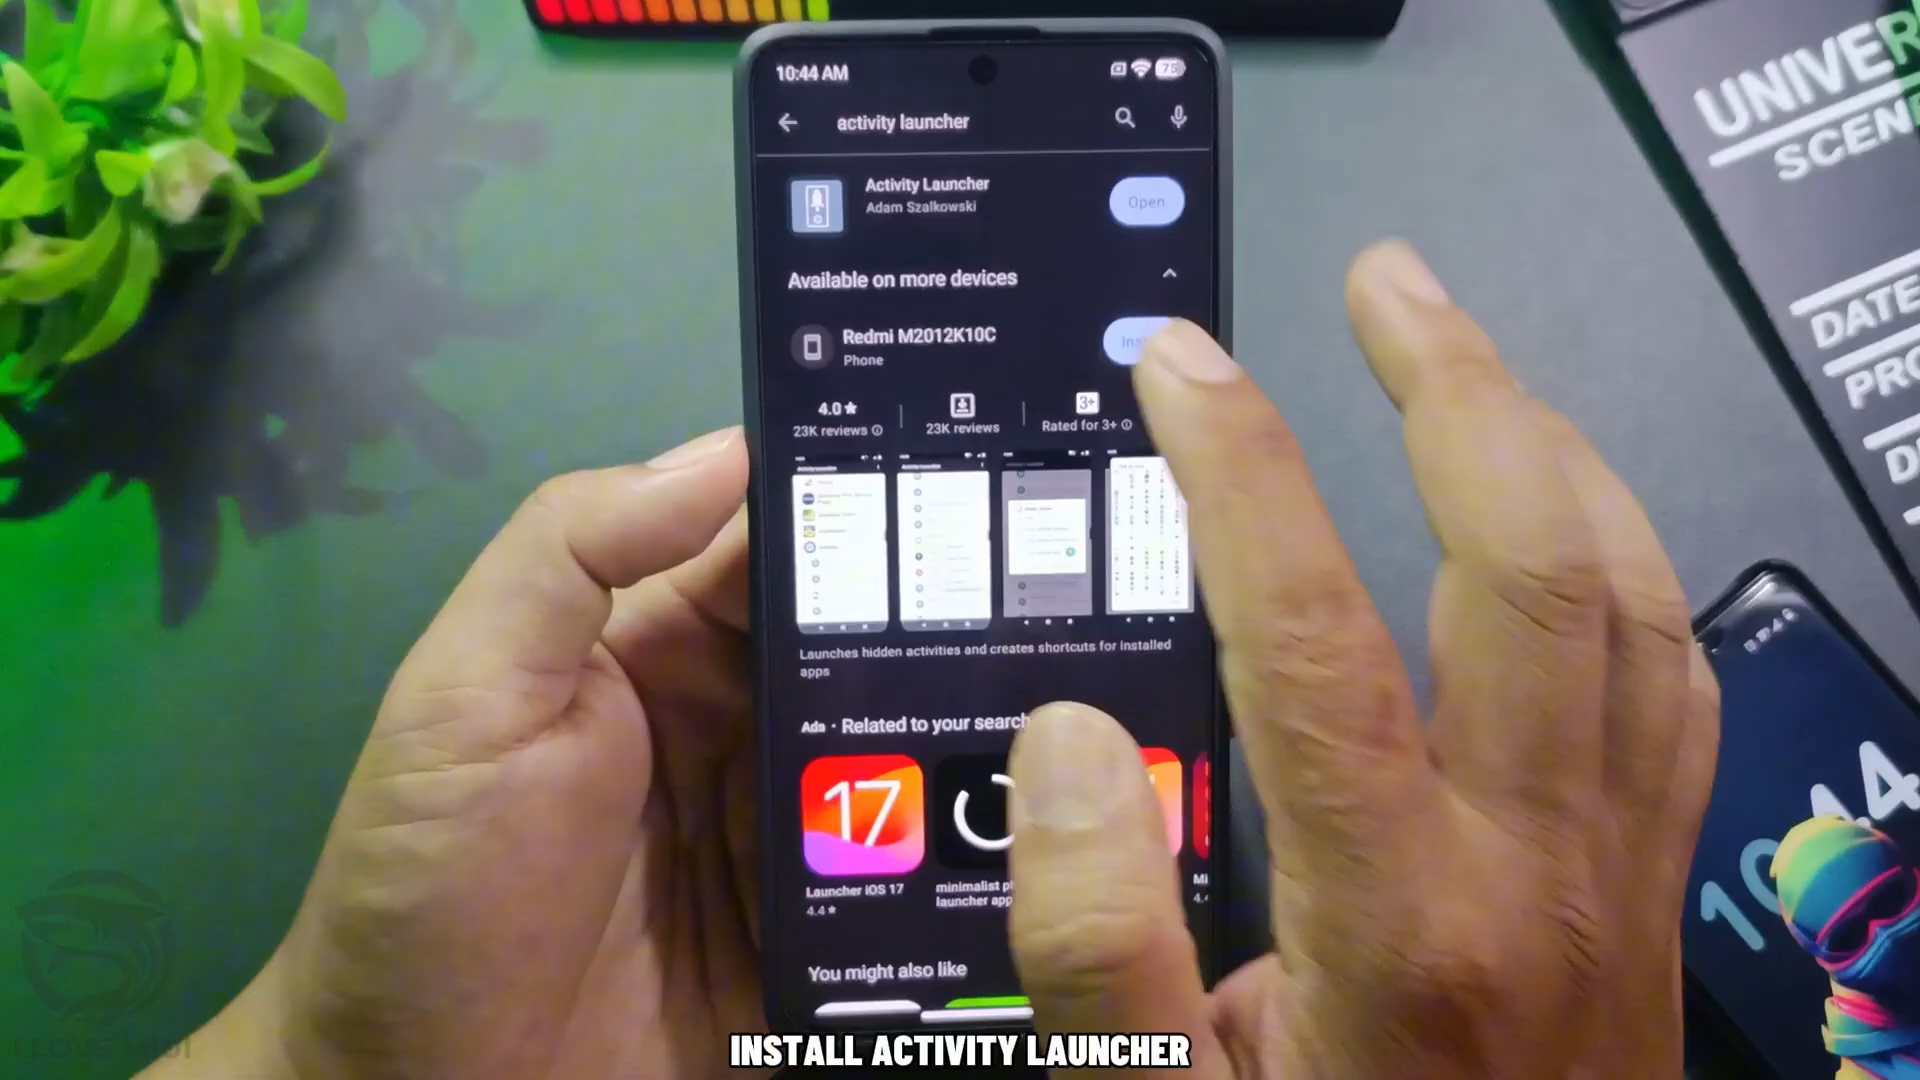 10:44 AM
75
activity launcher
Activity Launcher
Adam Szalkowski
Open
Available on more devices
Redmi M2012K10C
Phone
4.0★
23K reviews
23K reviews
3+
Rated for 3+
Launches hidden activities and creates shortcuts for installed
apps
Ads • Related to your search
17
Launcher iOS 17
4.4★
minimalist
launcher app
You might also like
INSTALL ACTIVITY LAUNCHER
UNIVER
SCEN
DATE